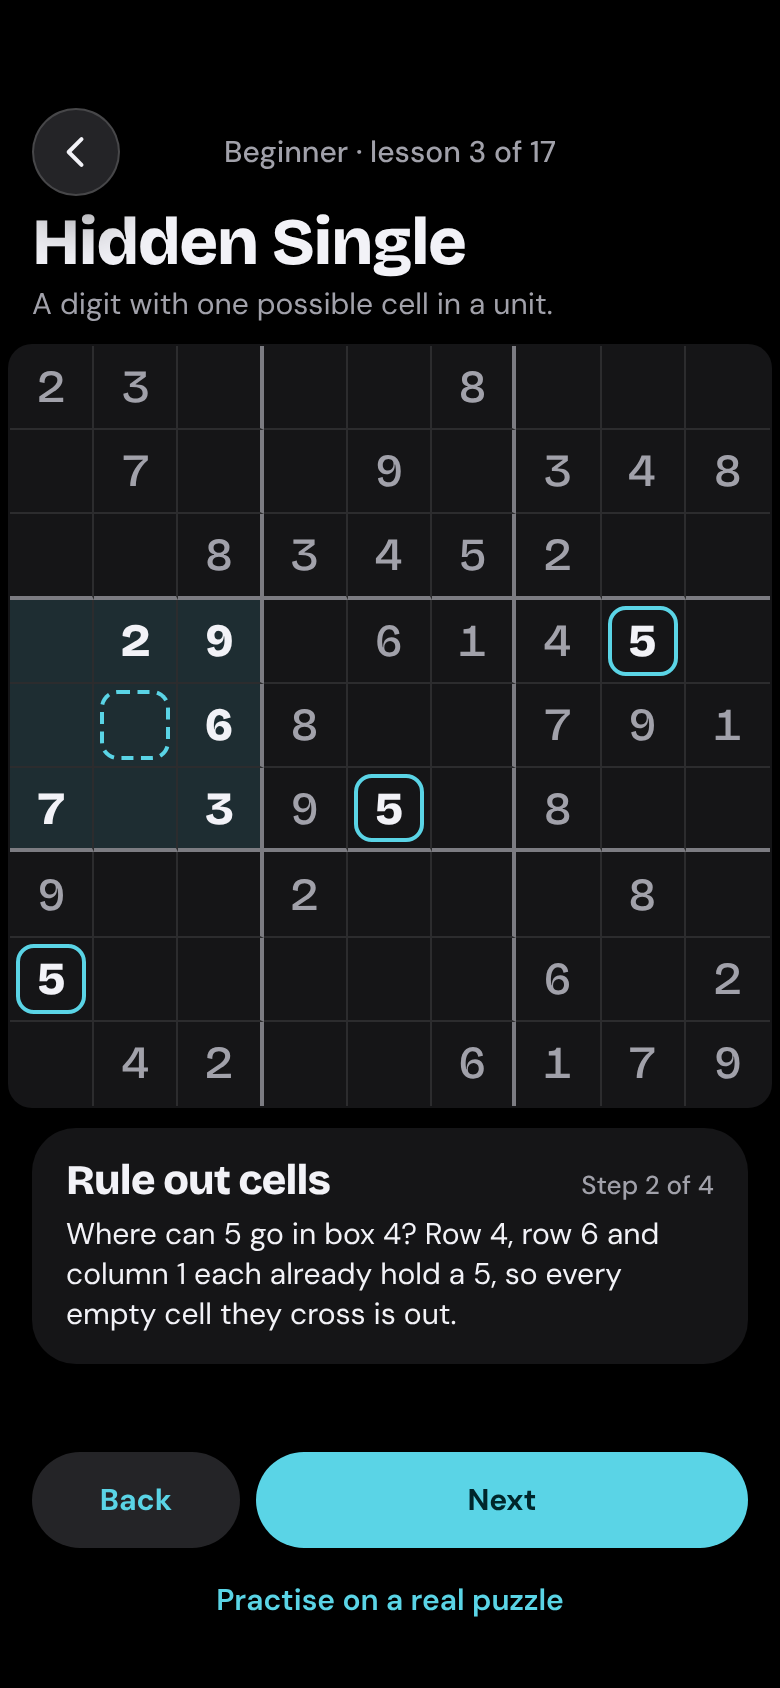 Beginner · lesson 3 of 17
Hidden Single
A digit with one possible cell in a unit.
2 3 8
7 9 3 4 8
8 3 4 5 2
2 9 6 1 4 5
6 8 7 9 1
7 3 9 5 8
9 2 8
5 6 2
4 2 6 1 7 9
Rule out cells
Step 2 of 4
Where can 5 go in box 4? Row 4, row 6 and
column 1 each already hold a 5, so every
empty cell they cross is out.
Back
Next
Practise on a real puzzle